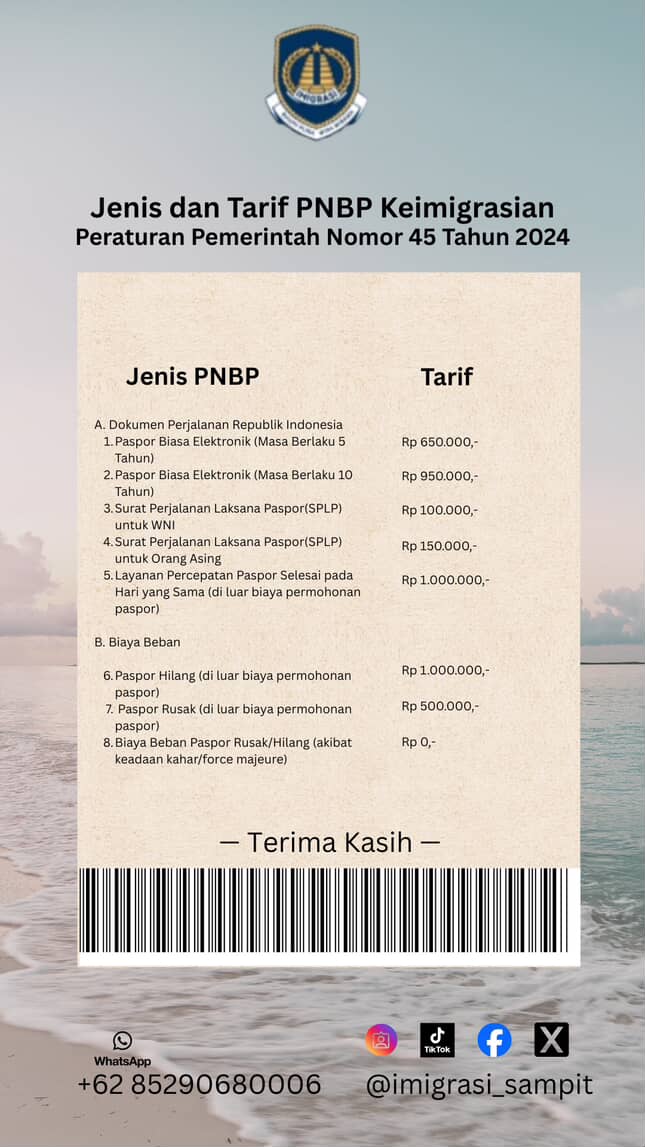 IMIGRASI
Jenis dan Tarif PNBP Keimigrasian
Peraturan Pemerintah Nomor 45 Tahun 2024
Jenis PNBP Tarif
A. Dokumen Perjalanan Republik Indonesia
1. Paspor Biasa Elektronik (Masa Berlaku 5 Rp 650.000,-
Tahun)
2. Paspor Biasa Elektronik (Masa Berlaku 10 Rp 950.000,-
Tahun)
3. Surat Perjalanan Laksana Paspor(SPLP) Rp 100.000,-
untuk WNI
4. Surat Perjalanan Laksana Paspor(SPLP) Rp 150.000,-
untuk Orang Asing
5. Layanan Percepatan Paspor Selesai pada Rp 1.000.000,-
Hari yang Sama (di luar biaya permohonan
paspor)
B. Biaya Beban
6. Paspor Hilang (di luar biaya permohonan Rp 1.000.000,-
paspor)
7. Paspor Rusak (di luar biaya permohonan Rp 500.000,-
paspor)
8. Biaya Beban Paspor Rusak/Hilang (akibat Rp 0,-
keadaan kahar/force majeure)
— Terima Kasih —
WhatsApp TikTok
+62 85290680006 @imigrasi_sampit